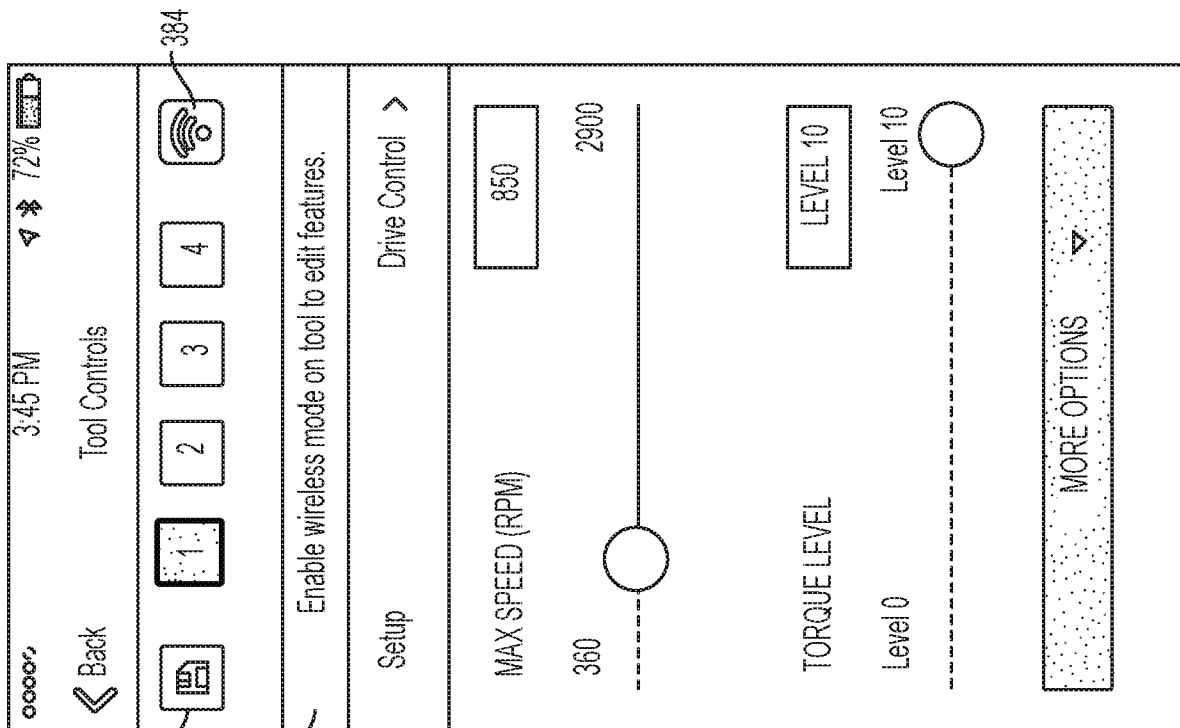 3:45 PM 72%
Back Tool Controls
1 2 3 4 384
Enable wireless mode on tool to edit features.
Setup Drive Control >
MAX SPEED (RPM) 850
360 2900
TORQUE LEVEL LEVEL 10
Level 0 Level 10
MORE OPTIONS